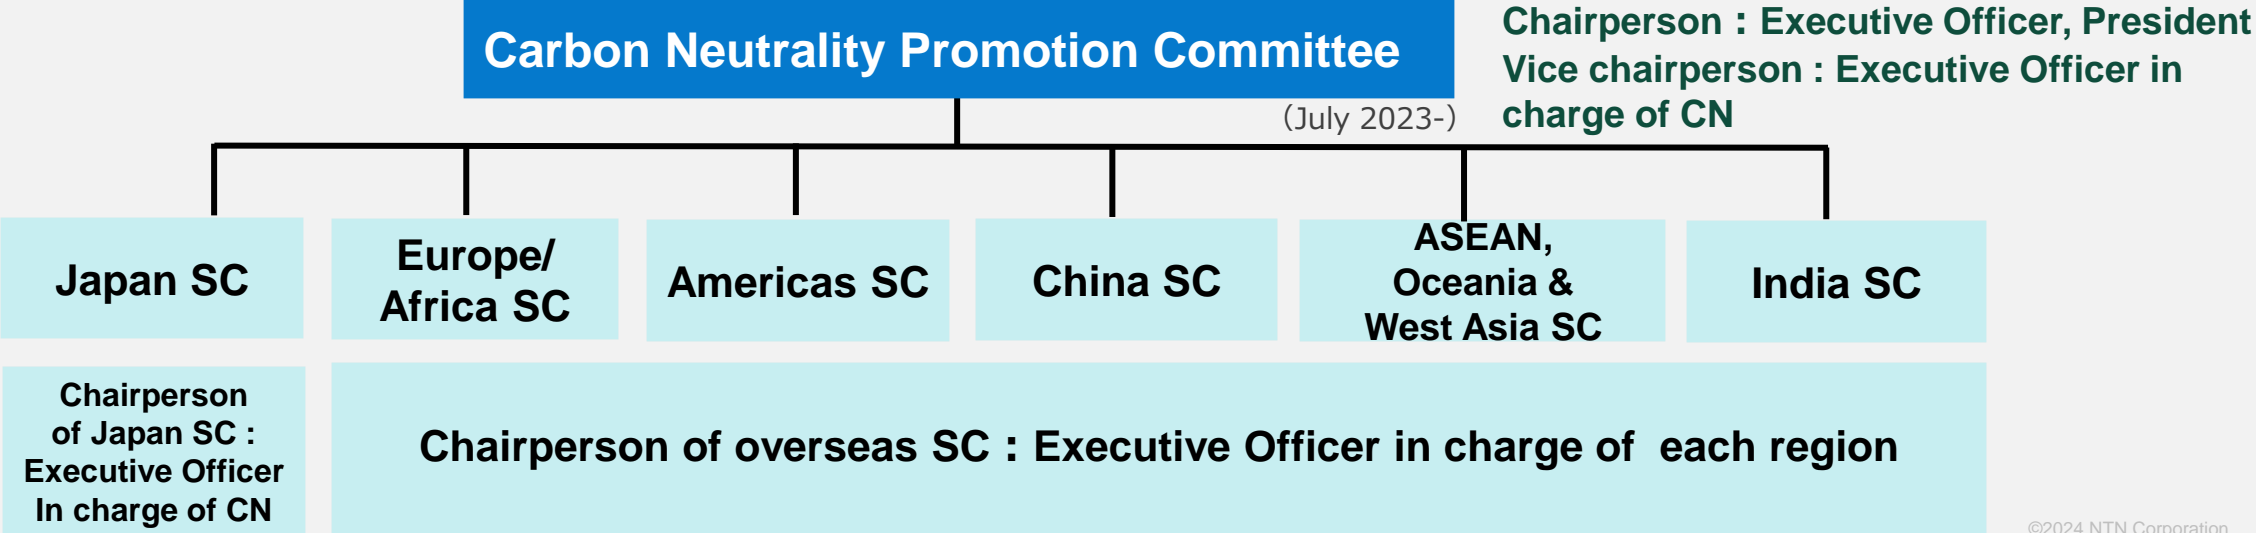 Carbon Neutrality Promotion Committee
(July 2023-)
Chairperson：Executive Officer, President
Vice chairperson : Executive Officer in
charge of CN
Japan SC
Europe/
Africa SC
Americas SC
China SC
ASEAN,
Oceania &
West Asia SC
India SC
Chairperson
of Japan SC :
Executive Officer
In charge of CN
Chairperson of overseas SC：Executive Officer in charge of each region
©2024 NTN Corporation